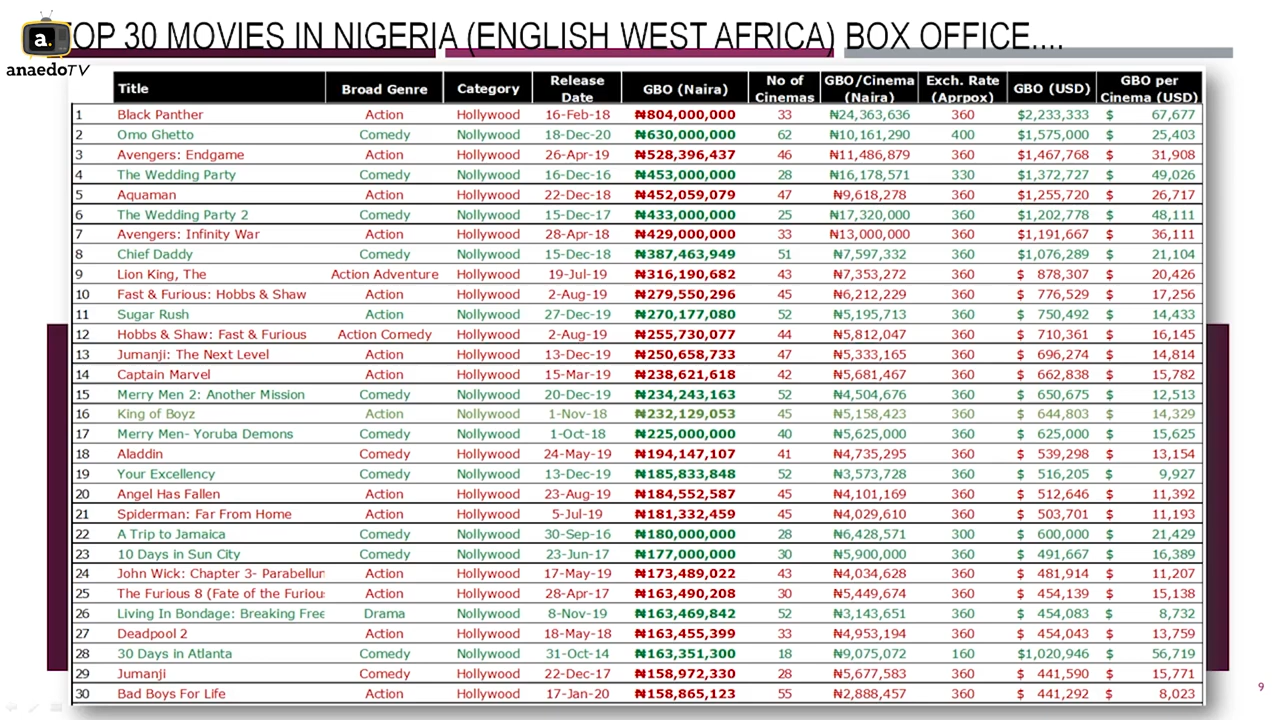 TOP 30 MOVIES IN NIGERIA (ENGLISH WEST AFRICA) BOX OFFICE....
a.
anaedoTV
Title Broad Genre Category Release Date GBO (Naira) No of Cinemas GBO/Cinema (Naira) Exch. Rate (Aprpox) GBO (USD) GBO per Cinema (USD)
1 Black Panther Action Hollywood 16-Feb-18 ₦804,000,000 33 ₦24,363,636 360 $2,233,333 $ 67,677
2 Omo Ghetto Comedy Nollywood 18-Dec-20 ₦630,000,000 62 ₦10,161,290 400 $1,575,000 $ 25,403
3 Avengers: Endgame Action Hollywood 26-Apr-19 ₦528,396,437 46 ₦11,486,879 360 $1,467,768 $ 31,908
4 The Wedding Party Comedy Nollywood 16-Dec-16 ₦453,000,000 28 ₦16,178,571 330 $1,372,727 $ 49,026
5 Aquaman Action Hollywood 22-Dec-18 ₦452,059,079 47 ₦9,618,278 360 $1,255,720 $ 26,717
6 The Wedding Party 2 Comedy Nollywood 15-Dec-17 ₦433,000,000 25 ₦17,320,000 360 $1,202,778 $ 48,111
7 Avengers: Infinity War Action Hollywood 28-Apr-18 ₦429,000,000 33 ₦13,000,000 360 $1,191,667 $ 36,111
8 Chief Daddy Comedy Nollywood 15-Dec-18 ₦387,463,949 51 ₦7,597,332 360 $1,076,289 $ 21,104
9 Lion King, The Action Adventure Hollywood 19-Jul-19 ₦316,190,682 43 ₦7,353,272 360 $ 878,307 $ 20,426
10 Fast & Furious: Hobbs & Shaw Action Hollywood 2-Aug-19 ₦279,550,296 45 ₦6,212,229 360 $ 776,529 $ 17,256
11 Sugar Rush Action Nollywood 27-Dec-19 ₦270,177,080 52 ₦5,195,713 360 $ 750,492 $ 14,433
12 Hobbs & Shaw: Fast & Furious Action Comedy Hollywood 2-Aug-19 ₦255,730,077 44 ₦5,812,047 360 $ 710,361 $ 16,145
13 Jumanji: The Next Level Action Hollywood 13-Dec-19 ₦250,658,733 47 ₦5,333,165 360 $ 696,274 $ 14,814
14 Captain Marvel Action Hollywood 15-Mar-19 ₦238,621,618 42 ₦5,681,467 360 $ 662,838 $ 15,782
15 Merry Men 2: Another Mission Comedy Nollywood 20-Dec-19 ₦234,243,163 52 ₦4,504,676 360 $ 650,675 $ 12,513
16 King of Boyz Action Nollywood 1-Nov-18 ₦232,129,053 45 ₦5,158,423 360 $ 644,803 $ 14,329
17 Merry Men- Yoruba Demons Comedy Nollywood 1-Oct-18 ₦225,000,000 40 ₦5,625,000 360 $ 625,000 $ 15,625
18 Aladdin Comedy Hollywood 24-May-19 ₦194,147,107 41 ₦4,735,295 360 $ 539,298 $ 13,154
19 Your Excellency Comedy Nollywood 13-Dec-19 ₦185,833,848 52 ₦3,573,728 360 $ 516,205 $ 9,927
20 Angel Has Fallen Action Hollywood 23-Aug-19 ₦184,552,587 45 ₦4,101,169 360 $ 512,646 $ 11,392
21 Spiderman: Far From Home Action Hollywood 5-Jul-19 ₦181,332,459 45 ₦4,029,610 360 $ 503,701 $ 11,193
22 A Trip to Jamaica Comedy Nollywood 30-Sep-16 ₦180,000,000 28 ₦6,428,571 300 $ 600,000 $ 21,429
23 10 Days in Sun City Comedy Nollywood 23-Jun-17 ₦177,000,000 30 ₦5,900,000 360 $ 491,667 $ 16,389
24 John Wick: Chapter 3- Parabellun Action Hollywood 17-May-19 ₦173,489,022 43 ₦4,034,628 360 $ 481,914 $ 11,207
25 The Furious 8 (Fate of the Furiou Action Hollywood 28-Apr-17 ₦163,490,208 30 ₦5,449,674 360 $ 454,139 $ 15,138
26 Living In Bondage: Breaking Free Drama Nollywood 8-Nov-19 ₦163,469,842 52 ₦3,143,651 360 $ 454,083 $ 8,732
27 Deadpool 2 Action Hollywood 18-May-18 ₦163,455,399 33 ₦4,953,194 360 $ 454,043 $ 13,759
28 30 Days in Atlanta Comedy Nollywood 31-Oct-14 ₦163,351,300 18 ₦9,075,072 160 $1,020,946 $ 56,719
29 Jumanji Comedy Hollywood 22-Dec-17 ₦158,972,330 28 ₦5,677,583 360 $ 441,590 $ 15,771
30 Bad Boys For Life Action Hollywood 17-Jan-20 ₦158,865,123 55 ₦2,888,457 360 $ 441,292 $ 8,023
9